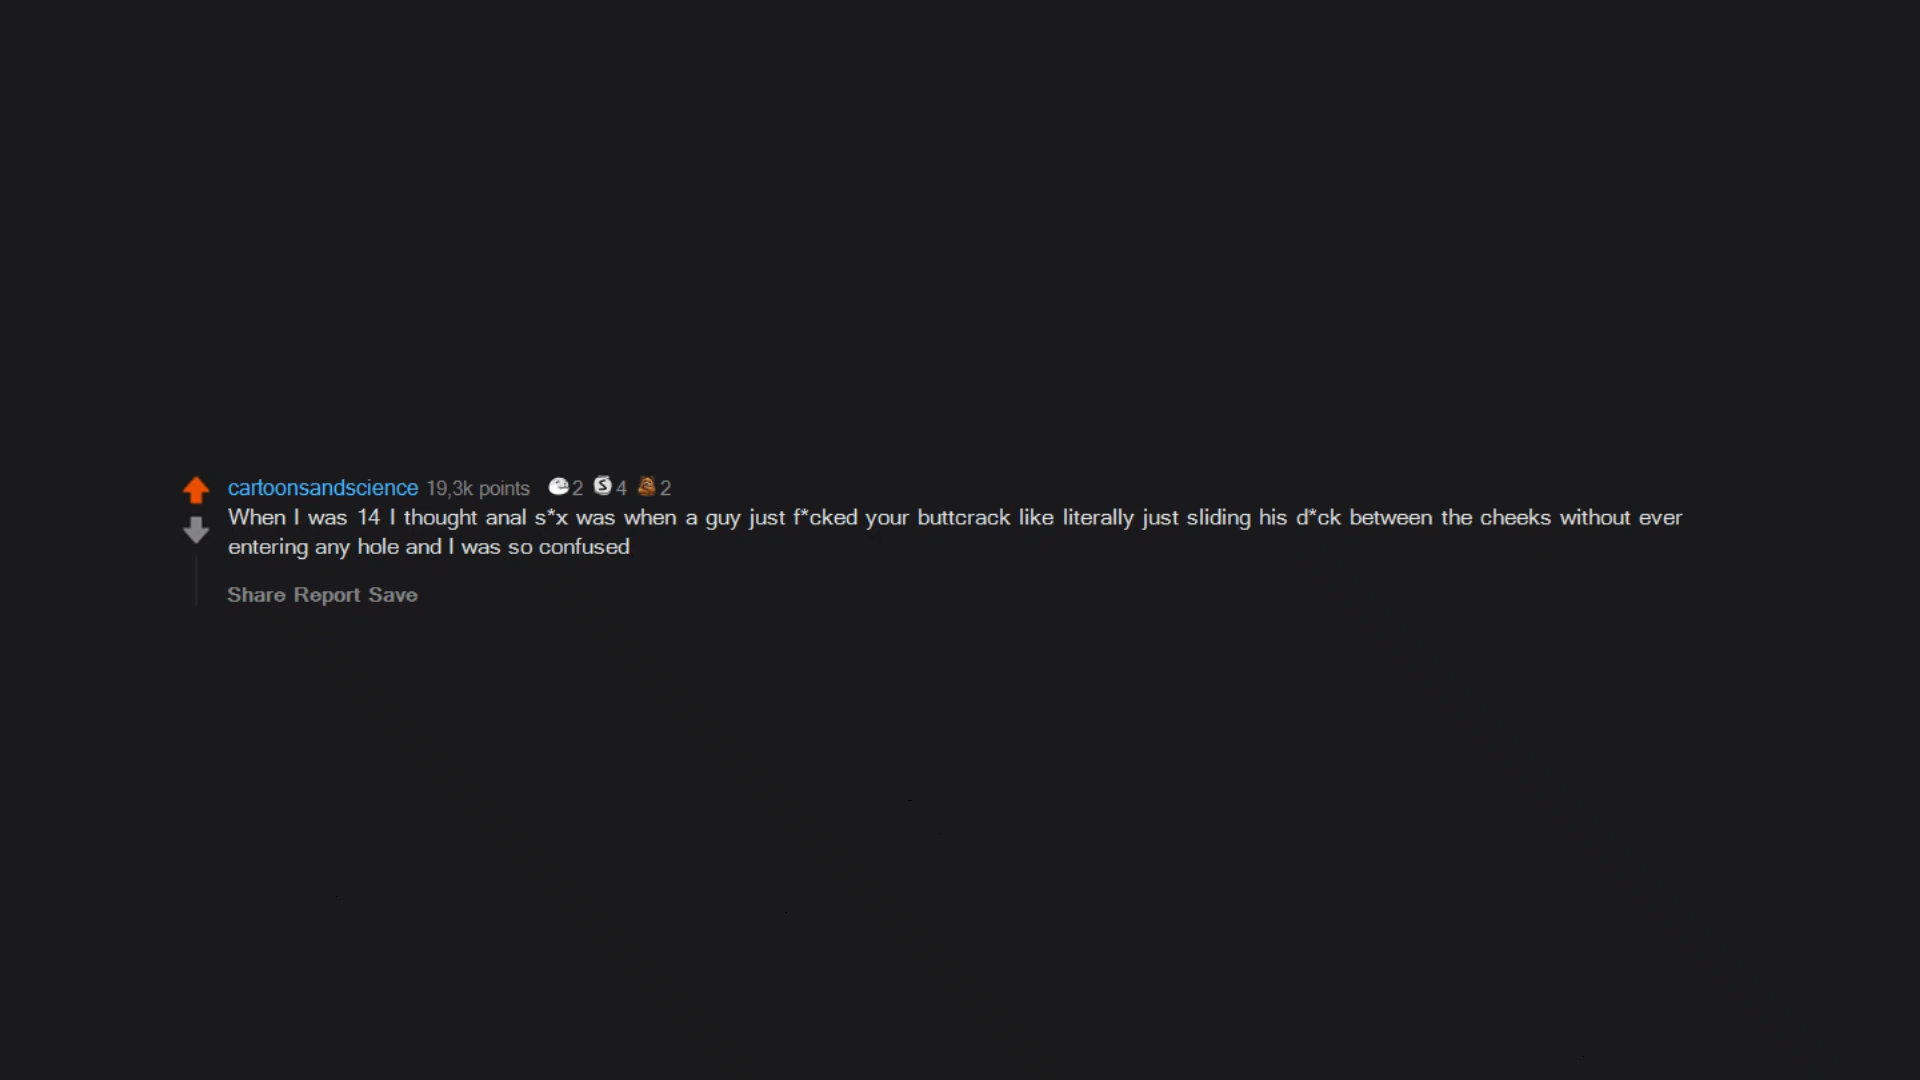 cartoonsandscience 19,3k points 2 4 2
When I was 14 I thought anal s*x was when a guy just f*cked your buttcrack like literally just sliding his d*ck between the cheeks without ever
entering any hole and I was so confused
Share Report Save